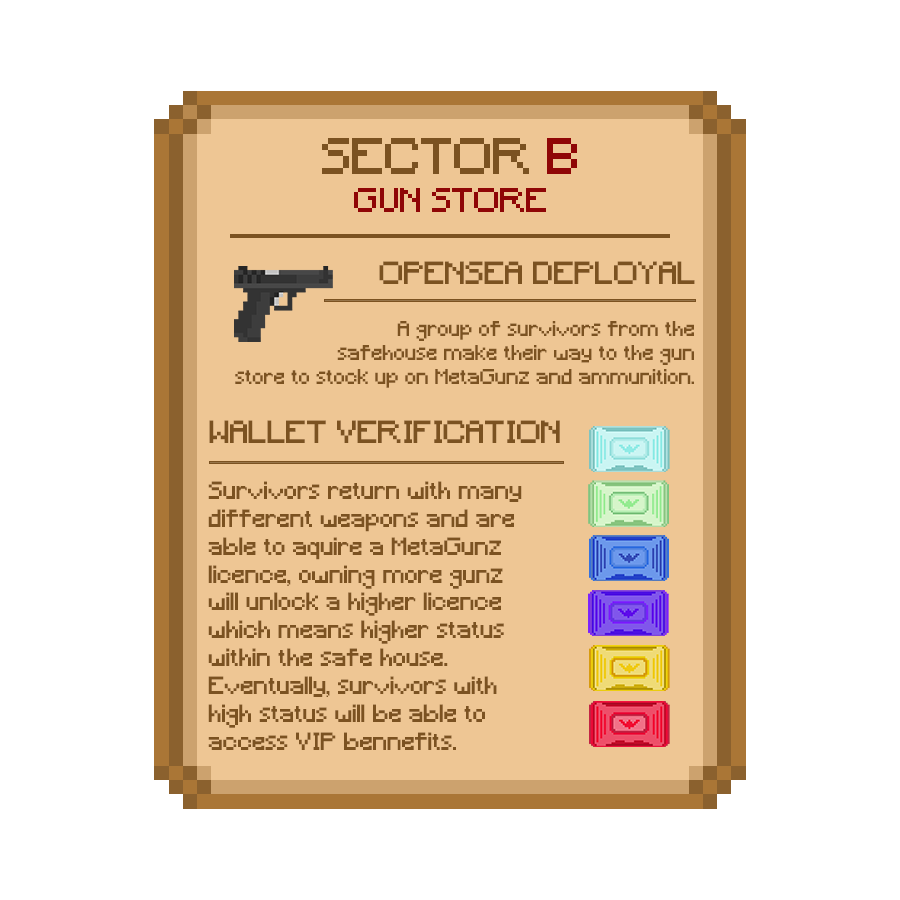 SECTOR B
GUN STORE
OPENSEA DEPLOYAL
A group of survivors from the
safehouse make their way to the gun
store to stock up on MetaGunz and ammunition.
WALLET VERIFICATION
Survivors return with many
different weapons and are
able to aquire a MetaGunz
licence, owning more gunz
will unlock a higher licence
which means higher status
within the safe house.
Eventually, survivors with
high status will be able to
access VIP bennefits.